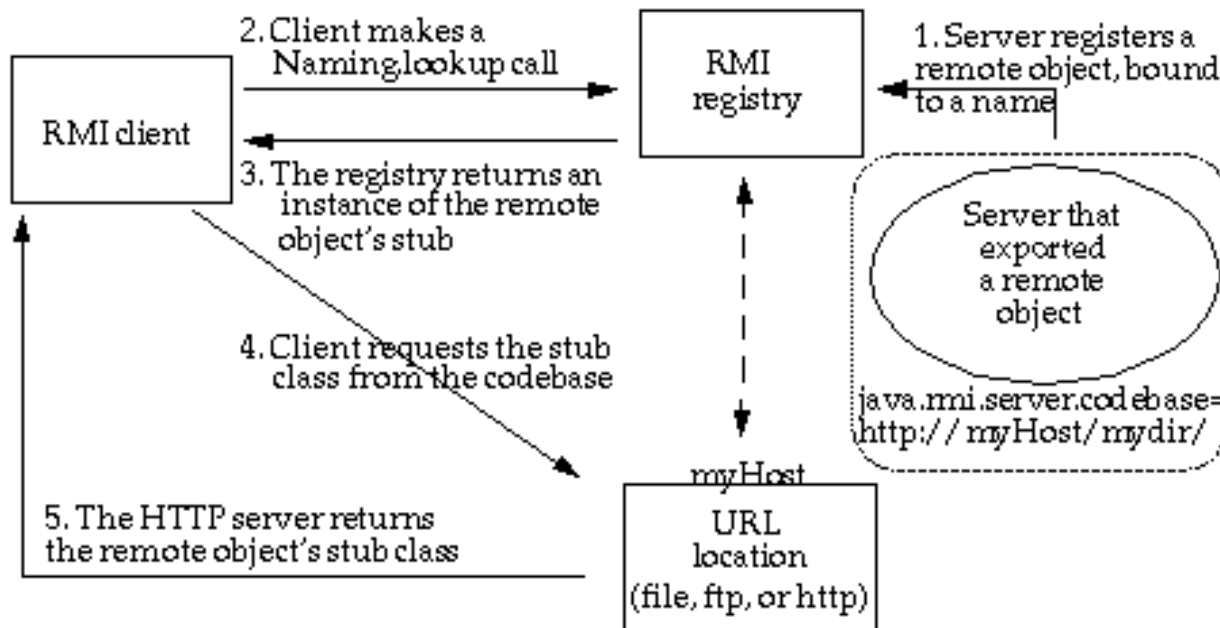 2. Client makes a
Naming.lookup call
RMI
registry
1. Server registers a
remote object, bound
to a name
RMI client
3. The registry returns an
instance of the remote
object's stub
Server that
exported
a remote
object
4. Client requests the stub
class from the codebase
java.rmi.server.codebase=
http://myHost/mydir/
myHost
URL
location
(file, ftp, or http)
5. The HTTP server returns
the remote object's stub class